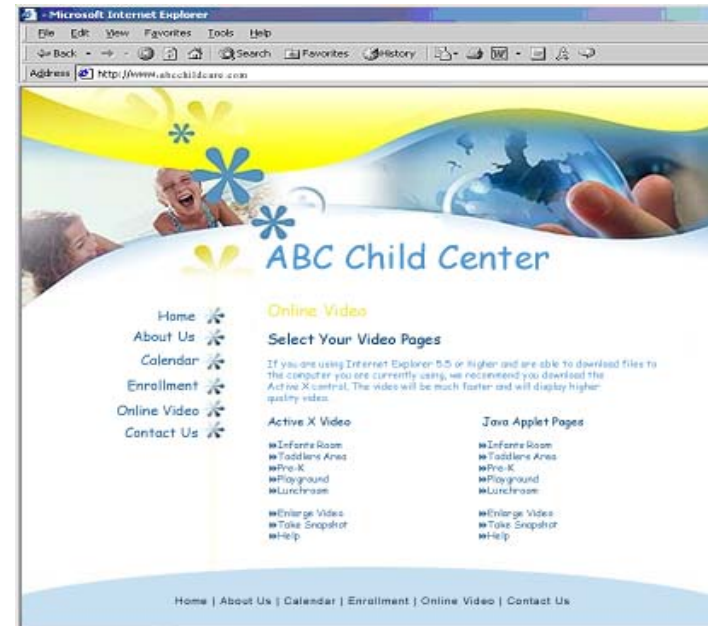 - Microsoft Internet Explorer
File Edit View Favorites Tools Help
Back Search Favorites History
Address http://www.abcchildcare.com
ABC Child Center
Home
About Us
Calendar
Enrollment
Online Video
Contact Us
Online Video
Select Your Video Pages
If you are using Internet Explorer 5.5 or higher and are able to download files to
the computer you are currently using, we recommend you download the
Active X control. The video will be much faster and will display higher
quality video.
Active X Video
Infants Room
Toddlers Area
Pre-K
Playground
Lunchroom
Enlarge Video
Take Snapshot
Help
Java Applet Pages
Infants Room
Toddlers Area
Pre-K
Playground
Lunchroom
Enlarge Video
Take Snapshot
Help
Home | About Us | Calendar | Enrollment | Online Video | Contact Us